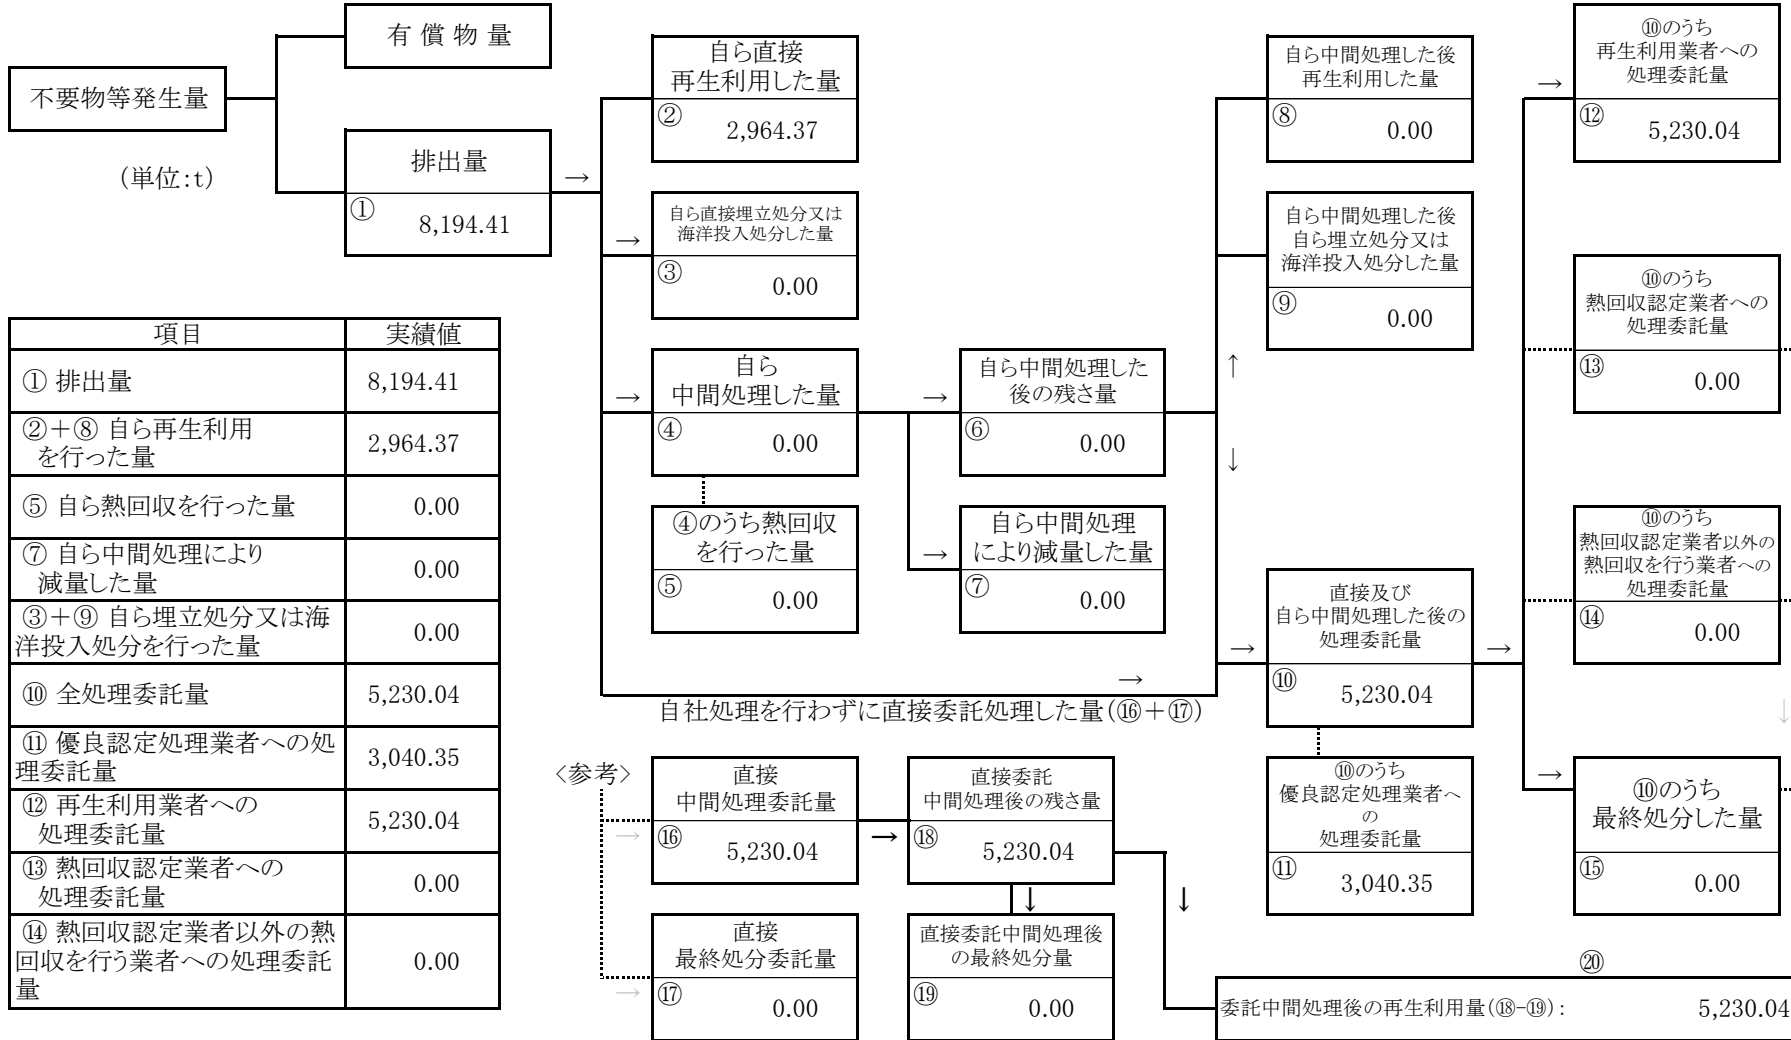 不要物等発生量
(単位:t)
有 償 物 量
排出量
① 8,194.41
→
自ら直接
再生利用した量
② 2,964.37
→
自ら直接埋立処分又は
海洋投入処分した量
③ 0.00
→
自ら
中間処理した量
④ 0.00
④のうち熱回収
を行った量
⑤ 0.00
→
自ら中間処理した
後の残さ量
⑥ 0.00
→
自ら中間処理
により減量した量
⑦ 0.00
↑
↓
自ら中間処理した後
再生利用した量
⑧ 0.00
自ら中間処理した後
自ら埋立処分又は
海洋投入処分した量
⑨ 0.00
→
自社処理を行わずに直接委託処理した量(⑯+⑰)
→
直接及び
自ら中間処理した後の
処理委託量
⑩ 5,230.04
→
⑩のうち
優良認定処理業者へ
の
処理委託量
⑪ 3,040.35
→
⑩のうち
再生利用業者への
処理委託量
⑫ 5,230.04
⑩のうち
熱回収認定業者への
処理委託量
⑬ 0.00
⑩のうち
熱回収認定業者以外の
熱回収を行う業者への
処理委託量
⑭ 0.00
↓
→
⑩のうち
最終処分した量
⑮ 0.00
項目 実績値
① 排出量 8,194.41
②+⑧ 自ら再生利用
を行った量 2,964.37
⑤ 自ら熱回収を行った量 0.00
⑦ 自ら中間処理により
減量した量 0.00
③+⑨ 自ら埋立処分又は海
洋投入処分を行った量 0.00
⑩ 全処理委託量 5,230.04
⑪ 優良認定処理業者への処
理委託量 3,040.35
⑫ 再生利用業者への
処理委託量 5,230.04
⑬ 熱回収認定業者への
処理委託量 0.00
⑭ 熱回収認定業者以外の熱
回収を行う業者への処理委託
量 0.00
<参考>
→
直接
中間処理委託量
⑯ 5,230.04
→
直接
最終処分委託量
⑰ 0.00
→
直接委託
中間処理後の残さ量
⑱ 5,230.04
↓
直接委託中間処理後
の最終処分量
⑲ 0.00
↓
⑳
委託中間処理後の再生利用量(⑱-⑲): 5,230.04